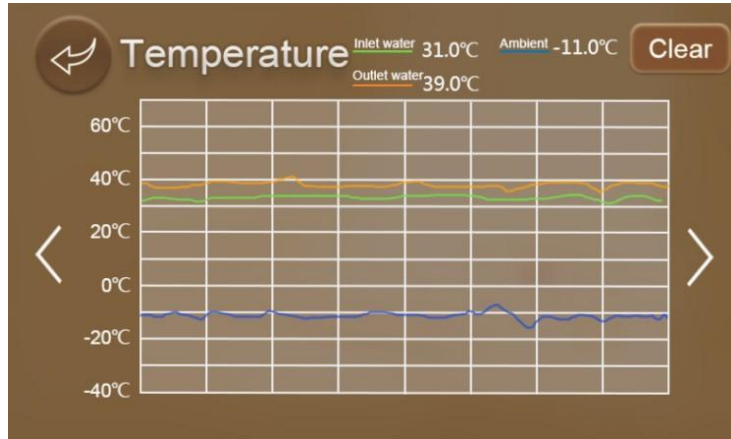 Temperature
Inlet water 31.0℃
Ambient -11.0℃
Clear
Outlet water 39.0℃
60℃
40℃
20℃
0℃
-20℃
-40℃